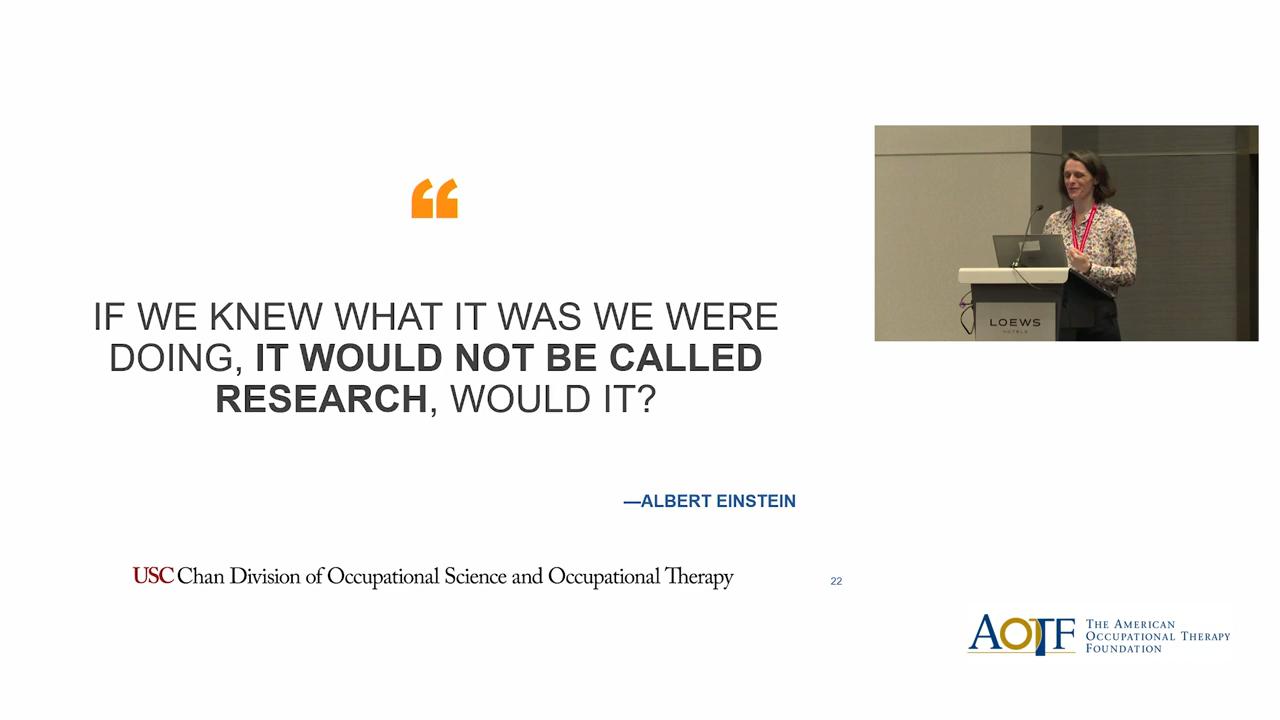 “
IF WE KNEW WHAT IT WAS WE WERE
DOING, IT WOULD NOT BE CALLED
RESEARCH, WOULD IT?
—ALBERT EINSTEIN
USC Chan Division of Occupational Science and Occupational Therapy
22
LOEWS
HOTELS
AOTF
THE AMERICAN
OCCUPATIONAL THERAPY
FOUNDATION